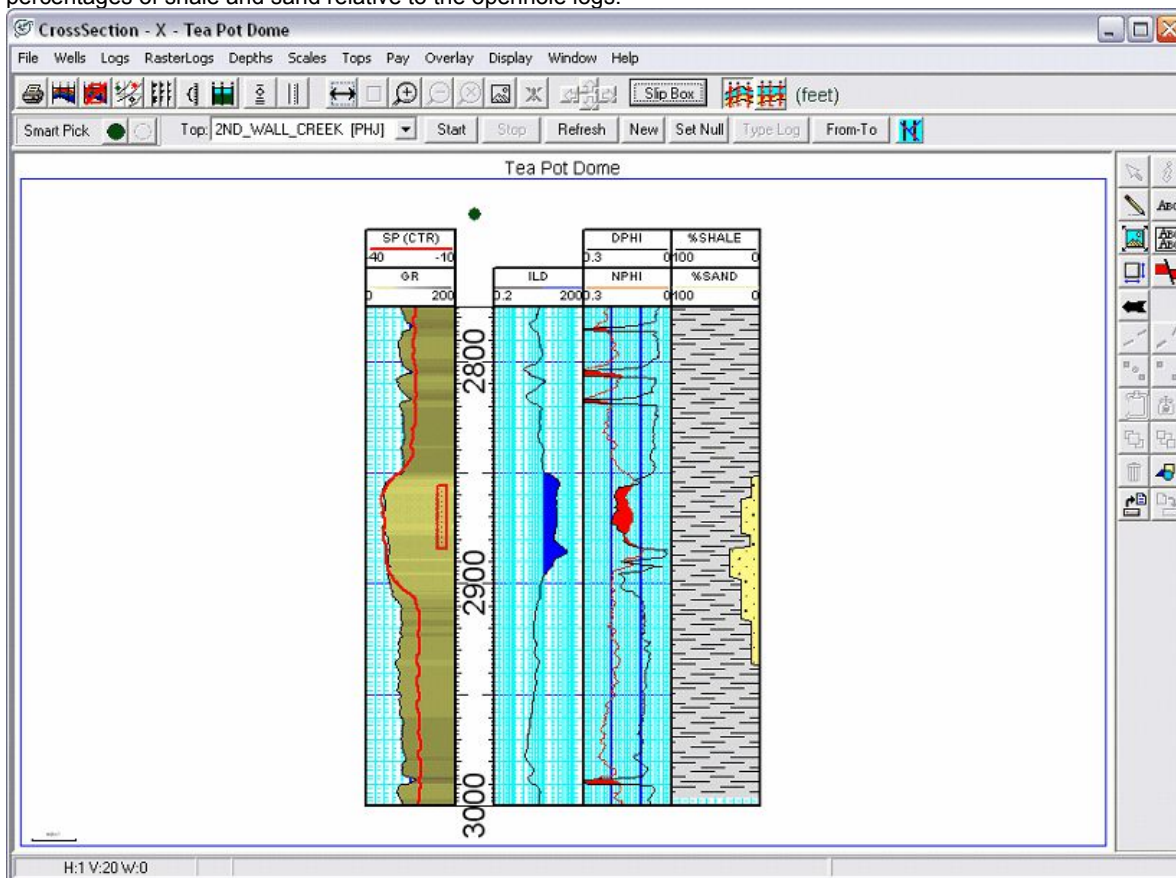 percentages of shale and sand relative to the openhole logs.
CrossSection - X - Tea Pot Dome
File Wells Logs RasterLogs Depths Scales Tops Pay Overlay Display Window Help
Slip Box (feet)
Smart Pick Top: 2ND_WALL_CREEK [PHJ] Start Stop Refresh New Set Null Type Log From-To
Tea Pot Dome
SP (CTR) DPHI %SHALE
-40 -10 0.3 0 100 0
GR ILD NPHI %SAND
0 200 0.2 200 0.3 0 100 0
2800
2900
3000
H:1 V:20 W:0